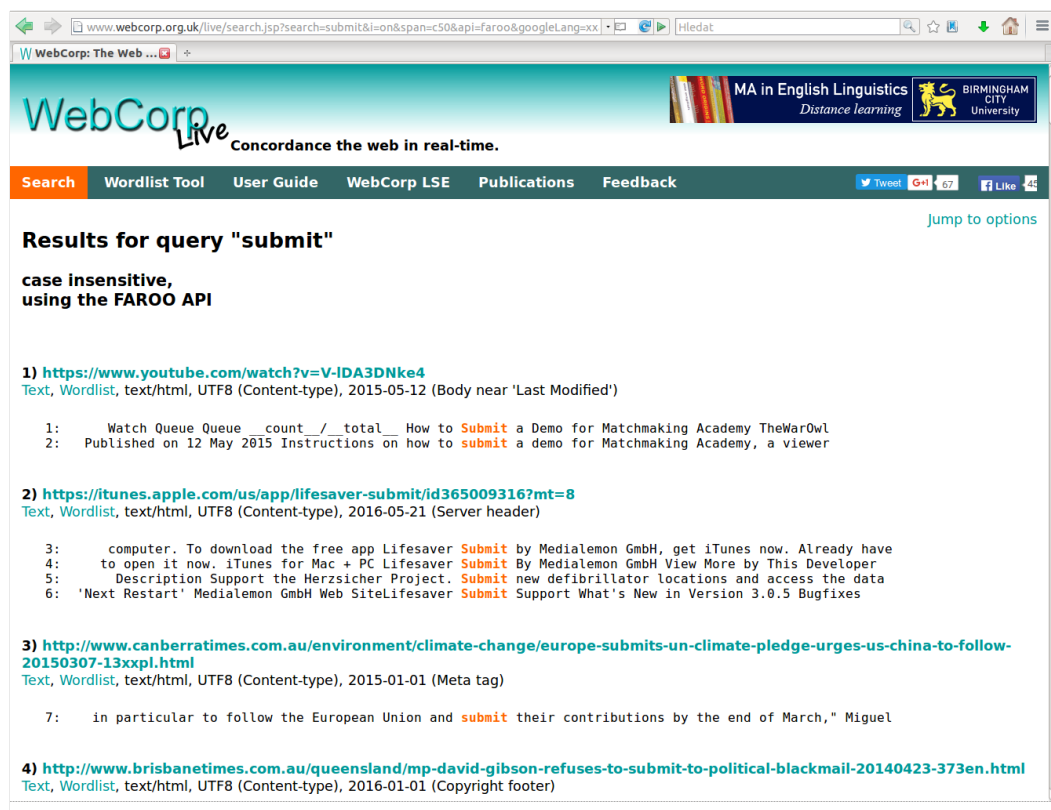 www.webcorp.org.uk/live/search.jsp?search=submit&i=on&span=c50&api=faroo&googleLang=xx
Hledat
WebCorp: The Web ...
MA in English Linguistics
Distance learning
BIRMINGHAM
CITY
University
WebCorp
Live
Concordance the web in real-time.
Search Wordlist Tool User Guide WebCorp LSE Publications Feedback
Tweet G+1 67 Like 45
Jump to options
Results for query "submit"
case insensitive,
using the FAROO API
1) https://www.youtube.com/watch?v=V-lDA3DNke4
Text, Wordlist, text/html, UTF8 (Content-type), 2015-05-12 (Body near 'Last Modified')
1: Watch Queue Queue __count__/__total__ How to Submit a Demo for Matchmaking Academy TheWarOwl
2: Published on 12 May 2015 Instructions on how to submit a demo for Matchmaking Academy, a viewer
2) https://itunes.apple.com/us/app/lifesaver-submit/id365009316?mt=8
Text, Wordlist, text/html, UTF8 (Content-type), 2016-05-21 (Server header)
3: computer. To download the free app Lifesaver Submit by Medialemon GmbH, get iTunes now. Already have
4: to open it now. iTunes for Mac + PC Lifesaver Submit By Medialemon GmbH View More by This Developer
5: Description Support the Herzsicher Project. Submit new defibrillator locations and access the data
6: 'Next Restart' Medialemon GmbH Web SiteLifesaver Submit Support What's New in Version 3.0.5 Bugfixes
3) http://www.canberratimes.com.au/environment/climate-change/europe-submits-un-climate-pledge-urges-us-china-to-follow-
20150307-13xxpl.html
Text, Wordlist, text/html, UTF8 (Content-type), 2015-01-01 (Meta tag)
7: in particular to follow the European Union and submit their contributions by the end of March," Miguel
4) http://www.brisbanetimes.com.au/queensland/mp-david-gibson-refuses-to-submit-to-political-blackmail-20140423-373en.html
Text, Wordlist, text/html, UTF8 (Content-type), 2016-01-01 (Copyright footer)